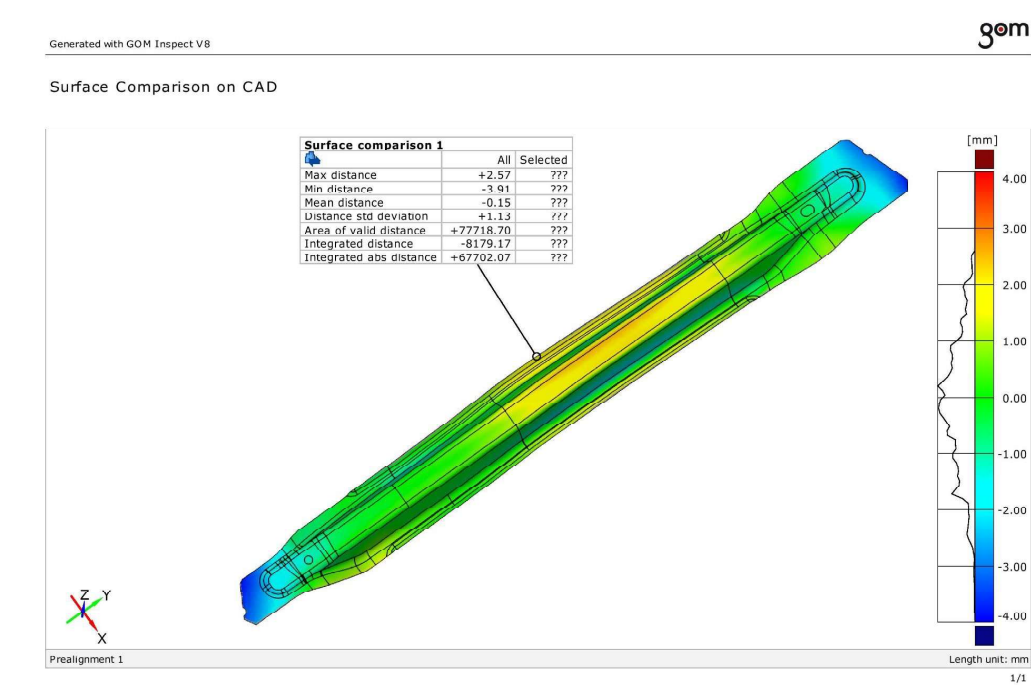 gom
Generated with GOM Inspect V8
Surface Comparison on CAD
Surface comparison 1
All Selected
Max distance +2.57 ???
Min distance -3.91 ???
Mean distance -0.15 ???
Distance std deviation +1.13 ???
Area of valid distance +77718.70 ???
Integrated distance -8179.17 ???
Integrated abs distance +67702.07 ???
[mm]
4.00
3.00
2.00
1.00
0.00
-1.00
-2.00
-3.00
-4.00
Z Y
X
Prealignment 1
Length unit: mm
1/1